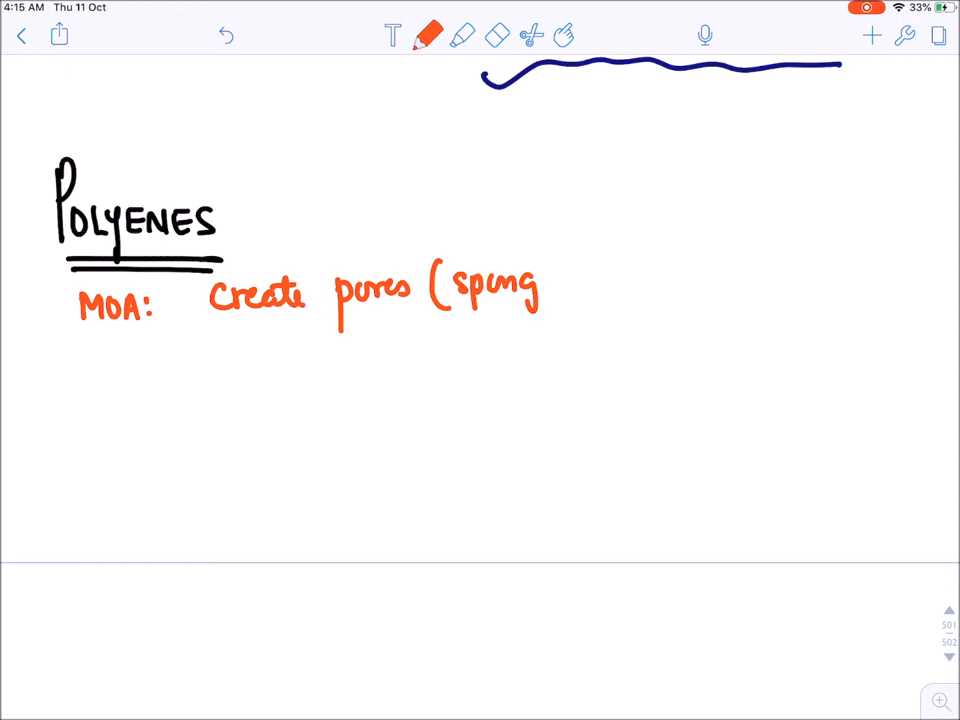 4:15 AM Thu 11 Oct 33%
T
POLYENES
MOA: Create pores (spong
501
502